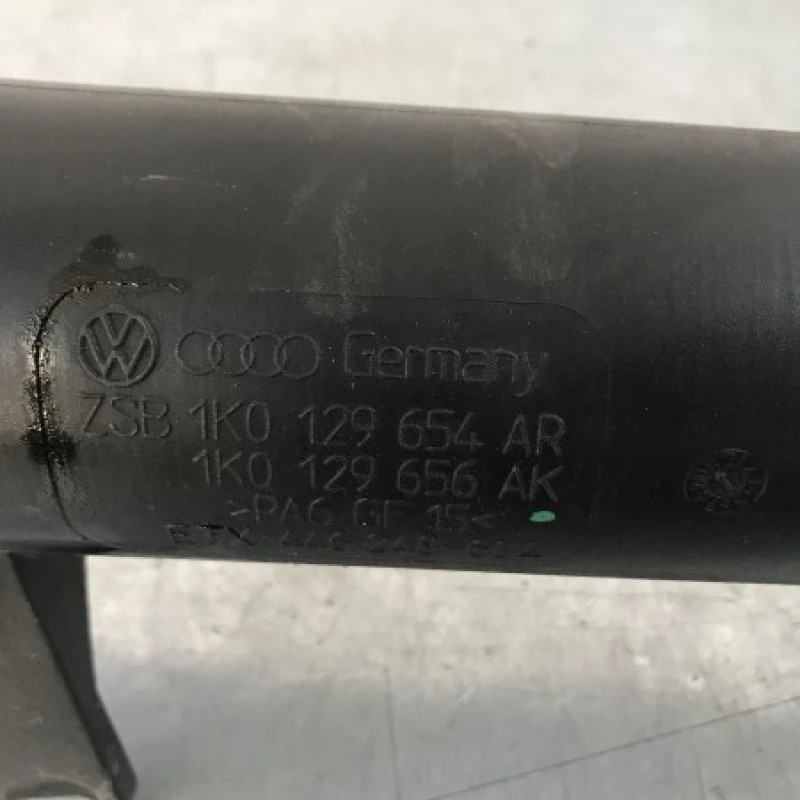 Germany
ZSB 1K0 129 654 AR
1K0 129 656 AK
>PA6 GF 15<